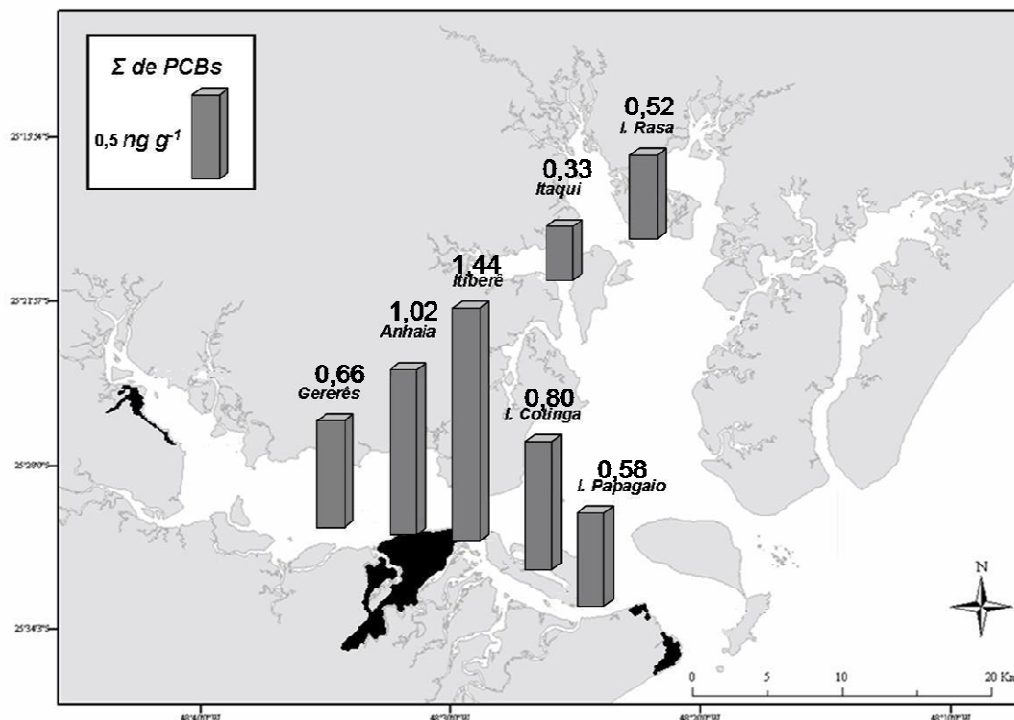 Σ de PCBs
0,5 ng g-1
0,52
I. Rasa
0,33
Itaqui
1,44
Itiberê
1,02
Anhaia
0,66
Gererês
0,80
I. Cotinga
0,58
I. Papagaio
N
0 5 10 20 Km